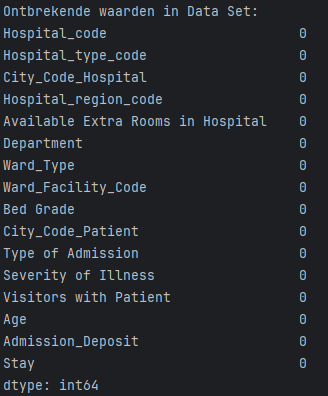 Ontbrekende waarden in Data Set:
Hospital_code 0
Hospital_type_code 0
City_Code_Hospital 0
Hospital_region_code 0
Available Extra Rooms in Hospital 0
Department 0
Ward_Type 0
Ward_Facility_Code 0
Bed Grade 0
City_Code_Patient 0
Type of Admission 0
Severity of Illness 0
Visitors with Patient 0
Age 0
Admission_Deposit 0
Stay 0
dtype: int64